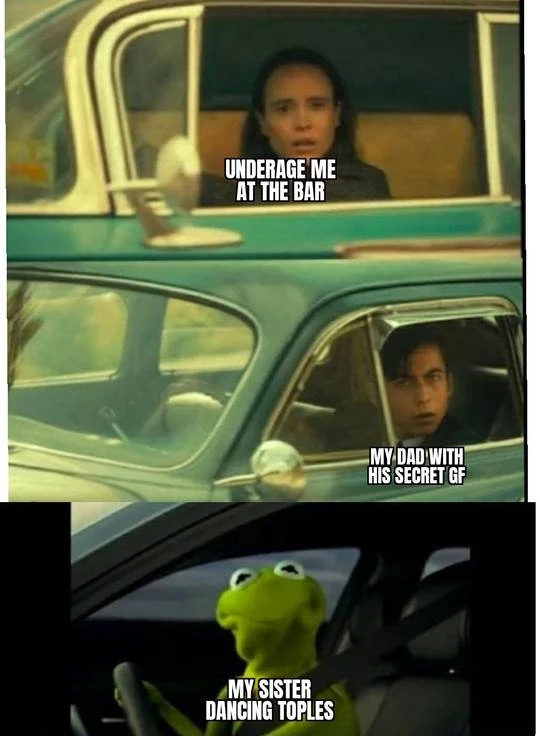 UNDERAGE ME
AT THE BAR
MY DAD WITH
HIS SECRET GF
MY SISTER
DANCING TOPLES